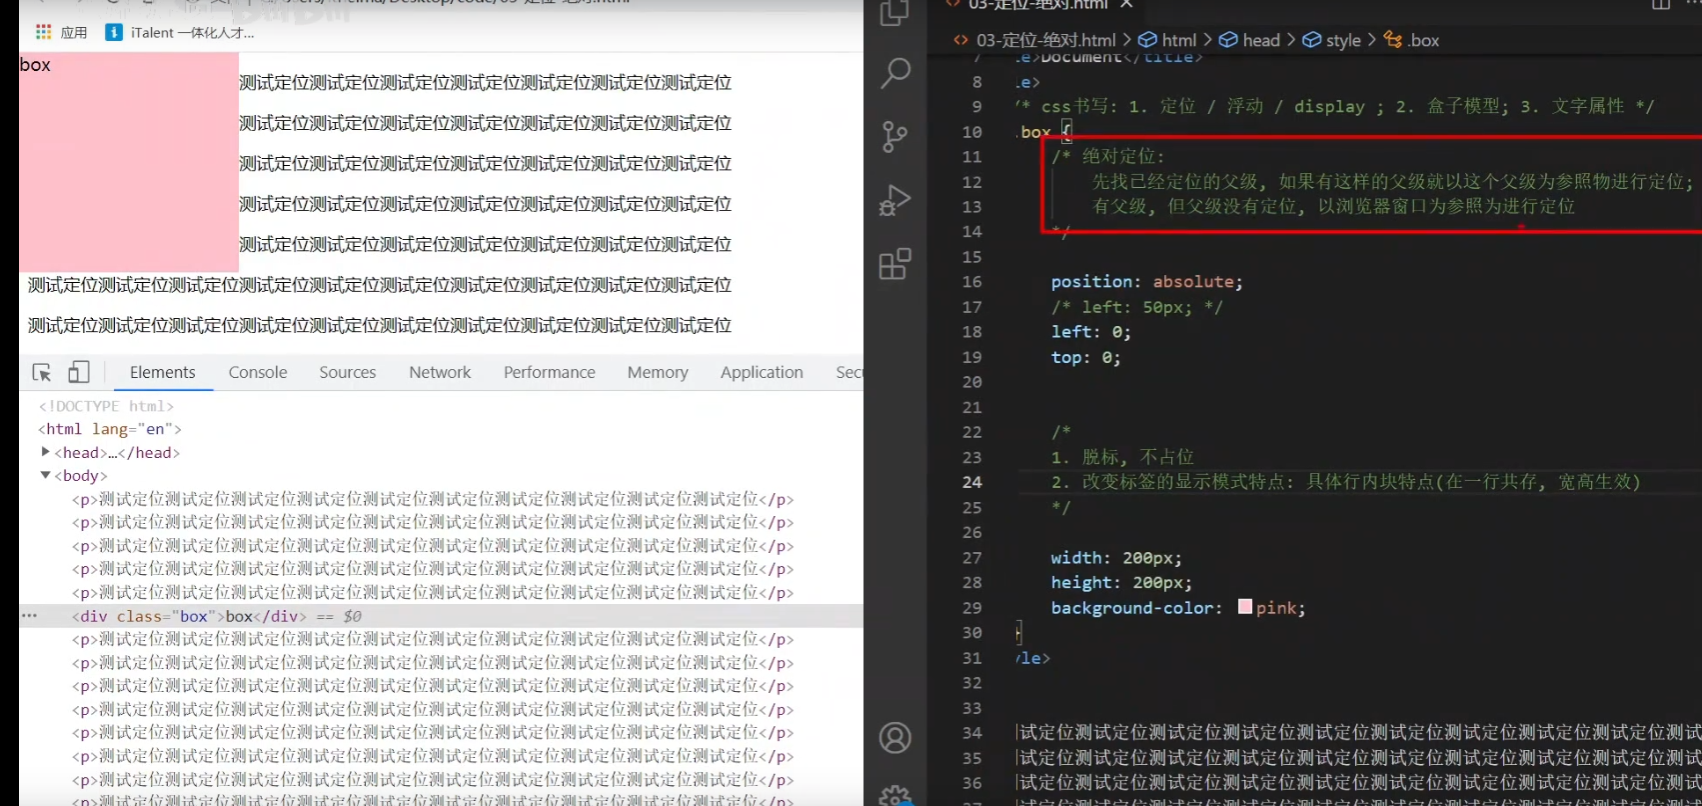 应用 iTalent 一体化人才...
box
测试定位测试定位测试定位测试定位测试定位测试定位测试定位
测试定位测试定位测试定位测试定位测试定位测试定位测试定位
测试定位测试定位测试定位测试定位测试定位测试定位测试定位
测试定位测试定位测试定位测试定位测试定位测试定位测试定位
测试定位测试定位测试定位测试定位测试定位测试定位测试定位
测试定位测试定位测试定位测试定位测试定位测试定位测试定位测试定位测试定位测试定位
测试定位测试定位测试定位测试定位测试定位测试定位测试定位测试定位测试定位测试定位
Elements Console Sources Network Performance Memory Application Secu
<!DOCTYPE html>
<html lang="en">
<head>…</head>
<body>
<p>测试定位测试定位测试定位测试定位测试定位测试定位测试定位测试定位测试定位测试定位</p>
<p>测试定位测试定位测试定位测试定位测试定位测试定位测试定位测试定位测试定位测试定位</p>
<p>测试定位测试定位测试定位测试定位测试定位测试定位测试定位测试定位测试定位测试定位</p>
<p>测试定位测试定位测试定位测试定位测试定位测试定位测试定位测试定位测试定位测试定位</p>
<p>测试定位测试定位测试定位测试定位测试定位测试定位测试定位测试定位测试定位测试定位</p>
<div class="box">box</div> == $0
<p>测试定位测试定位测试定位测试定位测试定位测试定位测试定位测试定位测试定位测试定位</p>
<p>测试定位测试定位测试定位测试定位测试定位测试定位测试定位测试定位测试定位测试定位</p>
<p>测试定位测试定位测试定位测试定位测试定位测试定位测试定位测试定位测试定位测试定位</p>
<p>测试定位测试定位测试定位测试定位测试定位测试定位测试定位测试定位测试定位测试定位</p>
<p>测试定位测试定位测试定位测试定位测试定位测试定位测试定位测试定位测试定位测试定位</p>
<p>测试定位测试定位测试定位测试定位测试定位测试定位测试定位测试定位测试定位测试定位</p>
<p>测试定位测试定位测试定位测试定位测试定位测试定位测试定位测试定位测试定位测试定位</p>
03-定位-绝对.html
03-定位-绝对.html > html > head > style > .box
7 le>Document</title>
8 le>
9 /* css书写: 1. 定位 / 浮动 / display ; 2. 盒子模型; 3. 文字属性 */
10 .box {
11 /* 绝对定位:
12 先找已经定位的父级, 如果有这样的父级就以这个父级为参照物进行定位;
13 有父级, 但父级没有定位, 以浏览器窗口为参照为进行定位
14 */
15
16 position: absolute;
17 /* left: 50px; */
18 left: 0;
19 top: 0;
20
21
22 /*
23 1. 脱标, 不占位
24 2. 改变标签的显示模式特点: 具体行内块特点(在一行共存, 宽高生效)
25 */
26
27 width: 200px;
28 height: 200px;
29 background-color: pink;
30 }
31 yle>
32
33
34 试定位测试定位测试定位测试定位测试定位测试定位测试定位测试定位测试定位测试
35 试定位测试定位测试定位测试定位测试定位测试定位测试定位测试定位测试定位测试
36 试定位测试定位测试定位测试定位测试定位测试定位测试定位测试定位测试定位测试